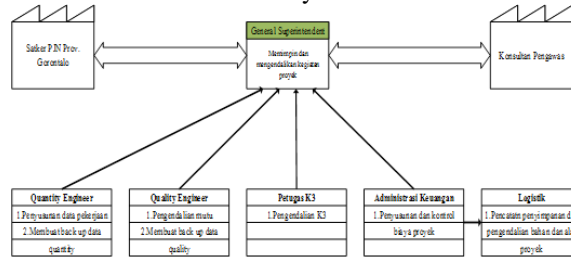 General Superintendent
Satker PJN Prov.
Gorontalo
Memimpin dan
mengendalikan kegiatan
proyek
Konsultan Pengawas
Quantity Engineer
1.Penyusunan data pekerjaan
2.Membuat back up data
quantity
Quality Engineer
1.Pengendalian mutu
2.Membuat back up data
quality
Petugas K3
1.Pengendalian K3
Administrasi Keuangan
1.Penyusunan dan kontrol
biaya proyek
Logistik
1.Pencatatan penyimpanan d
pengendalian bahan dan ala
proyek